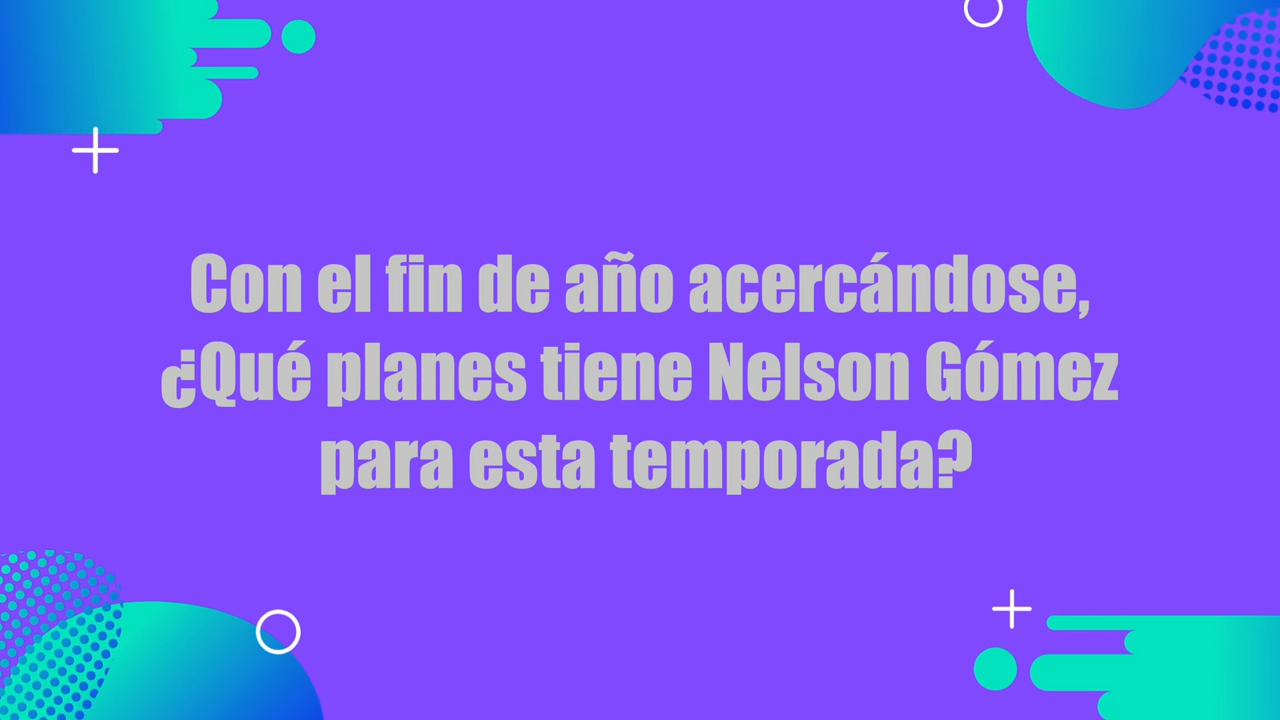 Con el fin de año acercándose,
¿Qué planes tiene Nelson Gómez
para esta temporada?